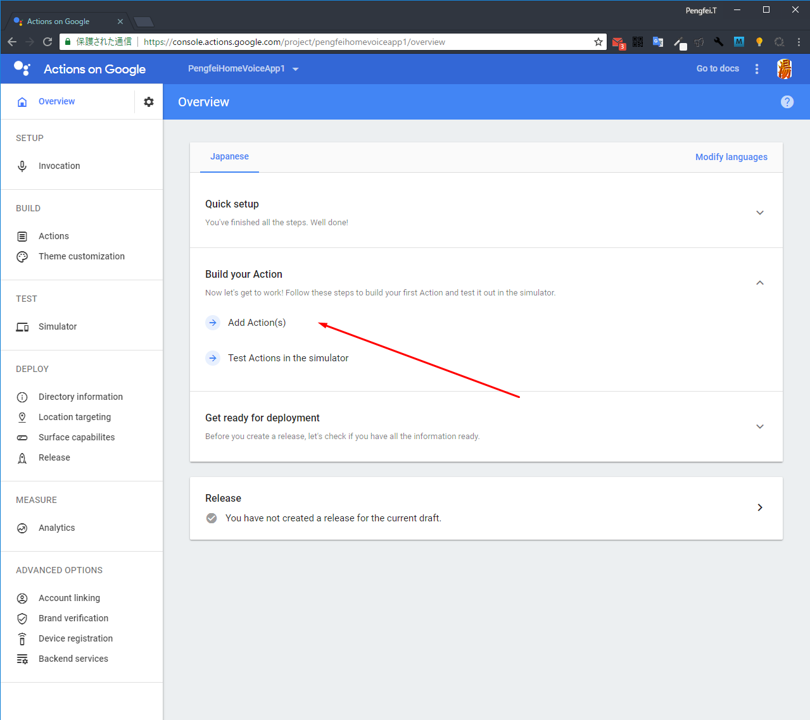 Pengfei.T
Actions on Google
保護された通信 https://console.actions.google.com/project/pengfeihomevoiceapp1/overview
3
Actions on Google
PengfeiHomeVoiceApp1
Go to docs
Overview
Overview
SETUP
Invocation
BUILD
Actions
Theme customization
TEST
Simulator
DEPLOY
Directory information
Location targeting
Surface capabilites
Release
MEASURE
Analytics
ADVANCED OPTIONS
Account linking
Brand verification
Device registration
Backend services
Japanese
Modify languages
Quick setup
You've finished all the steps. Well done!
Build your Action
Now let's get to work! Follow these steps to build your first Action and test it out in the simulator.
Add Action(s)
Test Actions in the simulator
Get ready for deployment
Before you create a release, let's check if you have all the information ready.
Release
You have not created a release for the current draft.